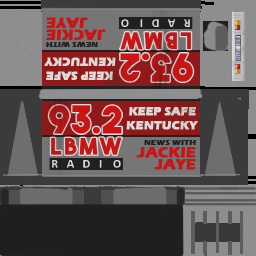 NEWS WITH
JACKIE
JAYE
LBMW
RADIO
KEEP SAFE
KENTUCKY
93.2
93.2
LBMW
RADIO
KEEP SAFE
KENTUCKY
NEWS WITH
JACKIE
JAYE